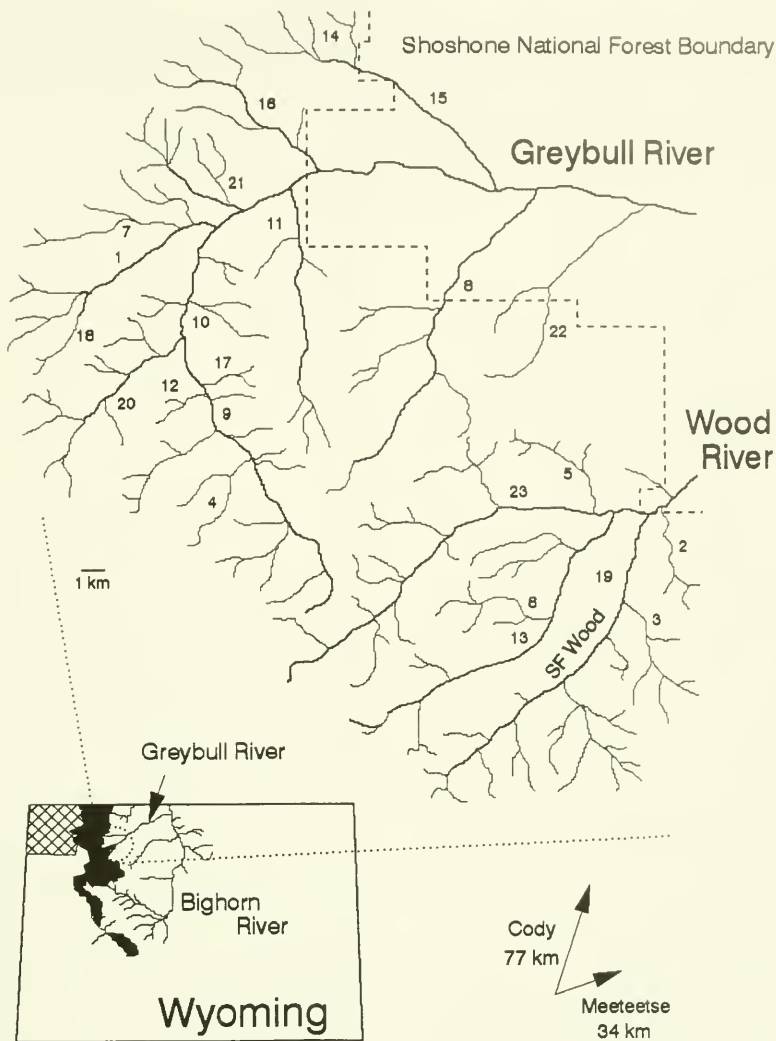 14
Shoshone National Forest Boundary
16
15
Greybull River
21
7
11
1
8
10
18
22
17
12
20
9
Wood
River
5
4
23
2
1 km
19
8
3
13
SF Wood
Greybull River
Bighorn
River
Cody
77 km
Wyoming
Meeteetse
34 km